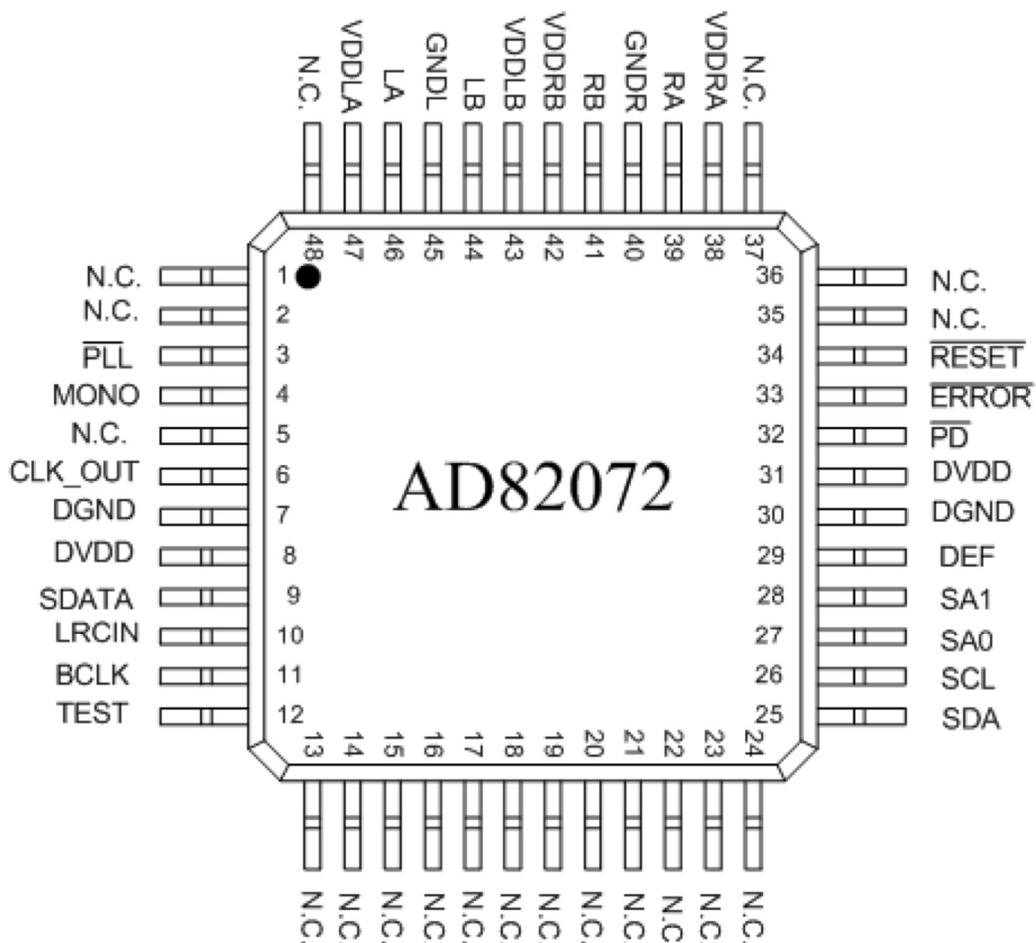 N.C.
VDDLA
LA
GNDL
LB
VDDLB
VDDRB
RB
GNDR
RA
VDDRA
N.C.
48
47
46
45
44
43
42
41
40
39
38
37
N.C. 1
N.C. 2
PLL 3
MONO 4
N.C. 5
CLK_OUT 6
DGND 7
DVDD 8
SDATA 9
LRCIN 10
BCLK 11
TEST 12
AD82072
36 N.C.
35 N.C.
34 RESET
33 ERROR
32 PD
31 DVDD
30 DGND
29 DEF
28 SA1
27 SA0
26 SCL
25 SDA
13
14
15
16
17
18
19
20
21
22
23
24
N.C.
N.C.
N.C.
N.C.
N.C.
N.C.
N.C.
N.C.
N.C.
N.C.
N.C.
N.C.